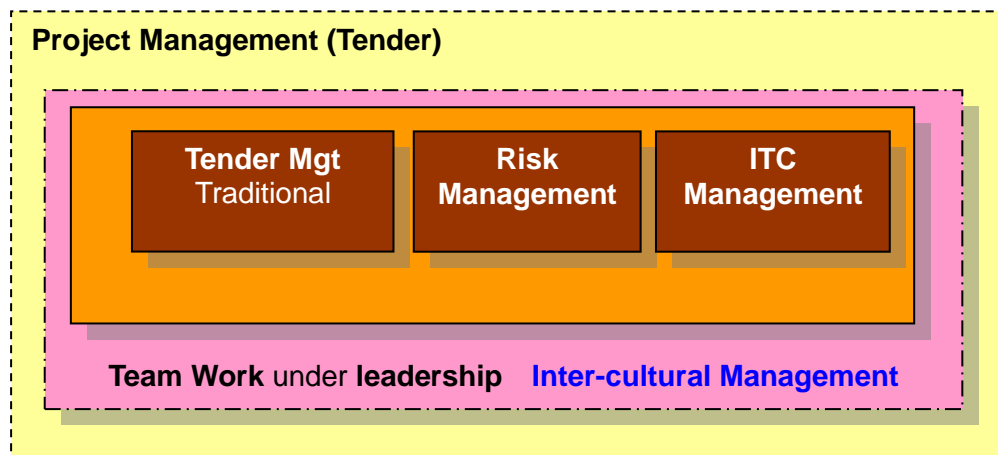 Project Management (Tender)
Tender Mgt
Traditional
Risk
Management
ITC
Management
Team Work under leadership Inter-cultural Management